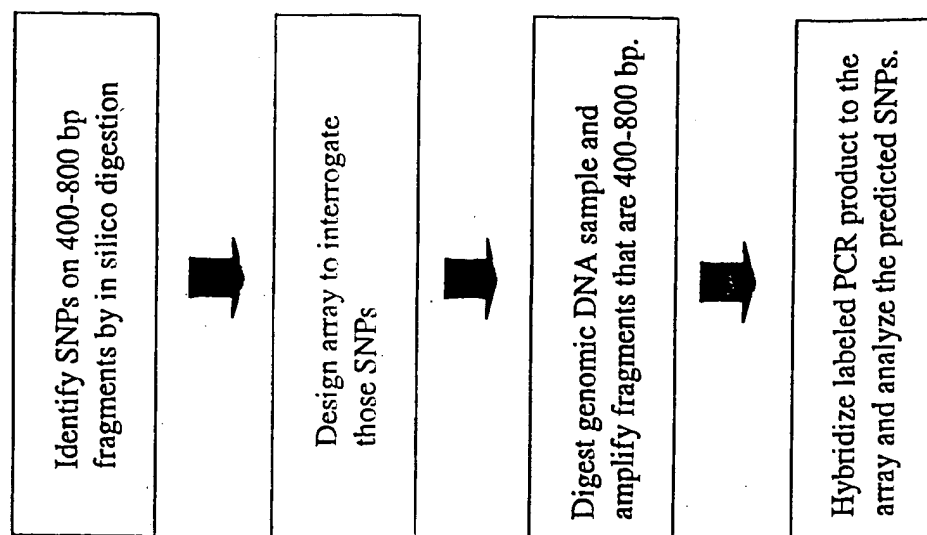 Identify SNPs on 400-800 bp
fragments by in silico digestion
Design array to interrogate
those SNPs
Digest genomic DNA sample and
amplify fragments that are 400-800 bp.
Hybridize labeled PCR product to the
array and analyze the predicted SNPs.